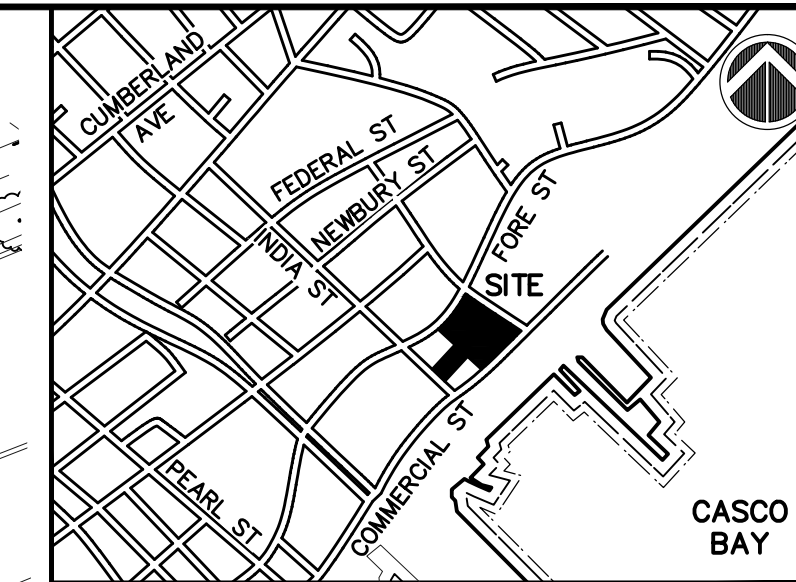 CUMBERLAND
AVE
FEDERAL ST
NEWBURY ST
INDIA ST
FORE ST
SITE
PEARL ST
COMMERCIAL ST
CASCO
BAY